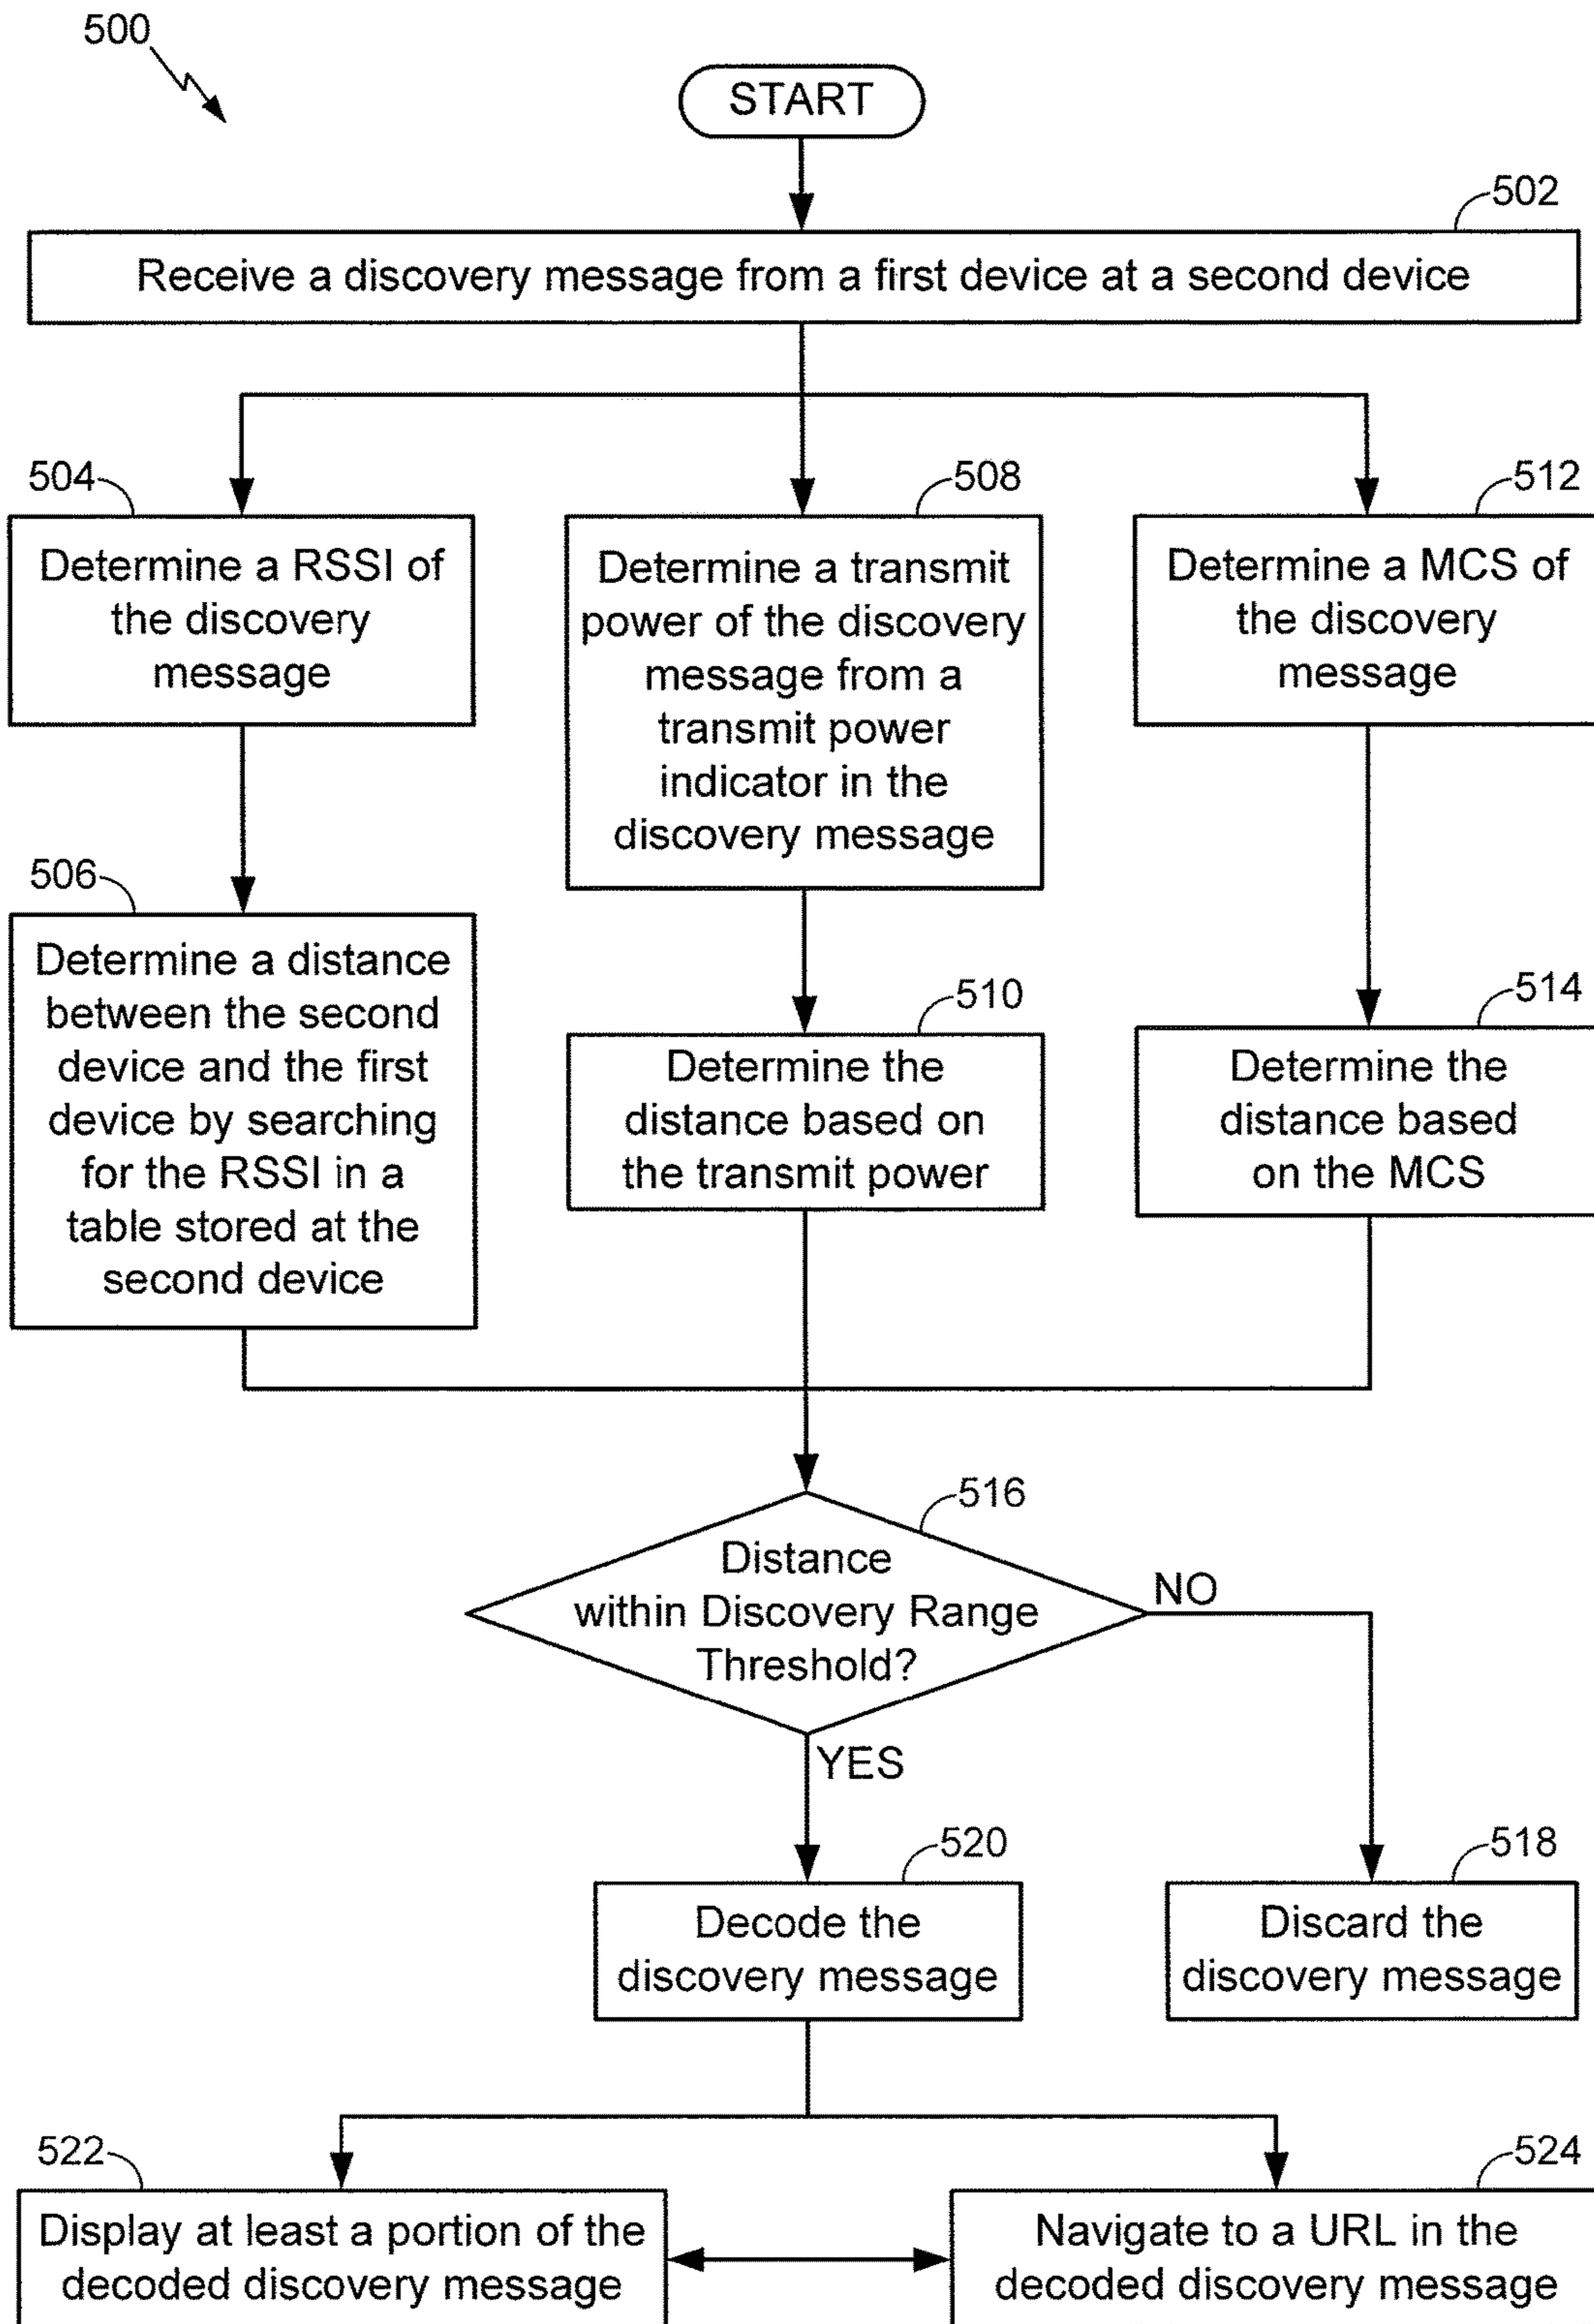 500
START
502
Receive a discovery message from a first device at a second device
504
Determine a RSSI of
the discovery
message
508
Determine a transmit
power of the discovery
message from a
transmit power
indicator in the
discovery message
512
Determine a MCS of
the discovery
message
506
Determine a distance
between the second
device and the first
device by searching
for the RSSI in a
table stored at the
second device
510
Determine the
distance based on
the transmit power
514
Determine the
distance based
on the MCS
516
Distance
within Discovery Range
Threshold?
NO
YES
520
Decode the
discovery message
518
Discard the
discovery message
522
Display at least a portion of the
decoded discovery message
524
Navigate to a URL in the
decoded discovery message